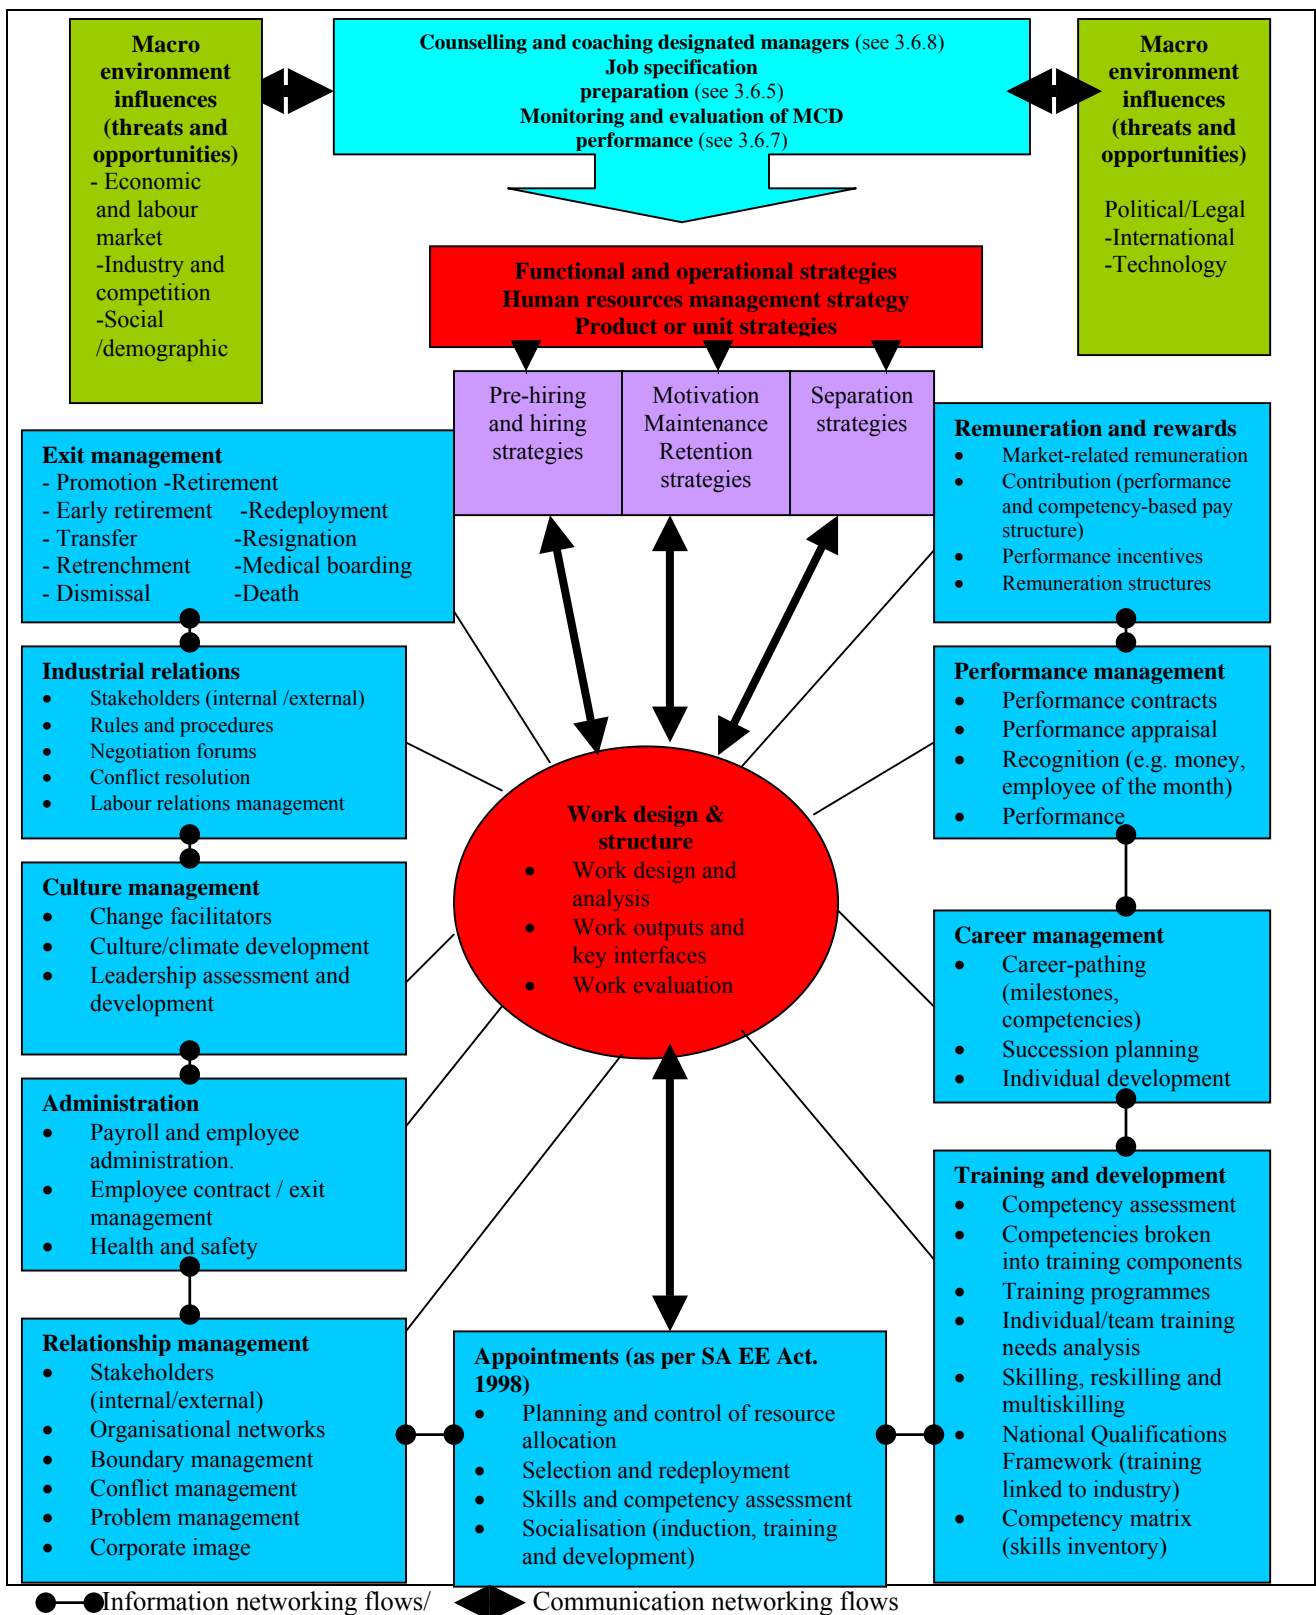 Macro
environment
influences
(threats and
opportunities)
- Economic
and labour
market
-Industry and
competition
-Social
/demographic
Counselling and coaching designated managers (see 3.6.8)
Job specification
preparation (see 3.6.5)
Monitoring and evaluation of MCD
performance (see 3.6.7)
Macro
environment
influences
(threats and
opportunities)
Political/Legal
-International
-Technology
Functional and operational strategies
Human resources management strategy
Product or unit strategies
Pre-hiring
and hiring
strategies
Motivation
Maintenance
Retention
strategies
Separation
strategies
Exit management
- Promotion -Retirement
- Early retirement -Redeployment
- Transfer -Resignation
- Retrenchment -Medical boarding
- Dismissal -Death
Industrial relations
• Stakeholders (internal /external)
• Rules and procedures
• Negotiation forums
• Conflict resolution
• Labour relations management
Culture management
• Change facilitators
• Culture/climate development
• Leadership assessment and
development
Administration
• Payroll and employee
administration.
• Employee contract / exit
management
• Health and safety
Relationship management
• Stakeholders
(internal/external)
• Organisational networks
• Boundary management
• Conflict management
• Problem management
• Corporate image
Work design &
structure
• Work design and
analysis
• Work outputs and
key interfaces
• Work evaluation
Appointments (as per SA EE Act.
1998)
• Planning and control of resource
allocation
• Selection and redeployment
• Skills and competency assessment
• Socialisation (induction, training
and development)
Remuneration and rewards
• Market-related remuneration
• Contribution (performance
and competency-based pay
structure)
• Performance incentives
• Remuneration structures
Performance management
• Performance contracts
• Performance appraisal
• Recognition (e.g. money,
employee of the month)
• Performance
Career management
• Career-pathing
(milestones,
competencies)
• Succession planning
• Individual development
Training and development
• Competency assessment
• Competencies broken
into training components
• Training programmes
• Individual/team training
needs analysis
• Skilling, reskilling and
multiskilling
• National Qualifications
Framework (training
linked to industry)
• Competency matrix
(skills inventory)
Information networking flows/ Communication networking flows